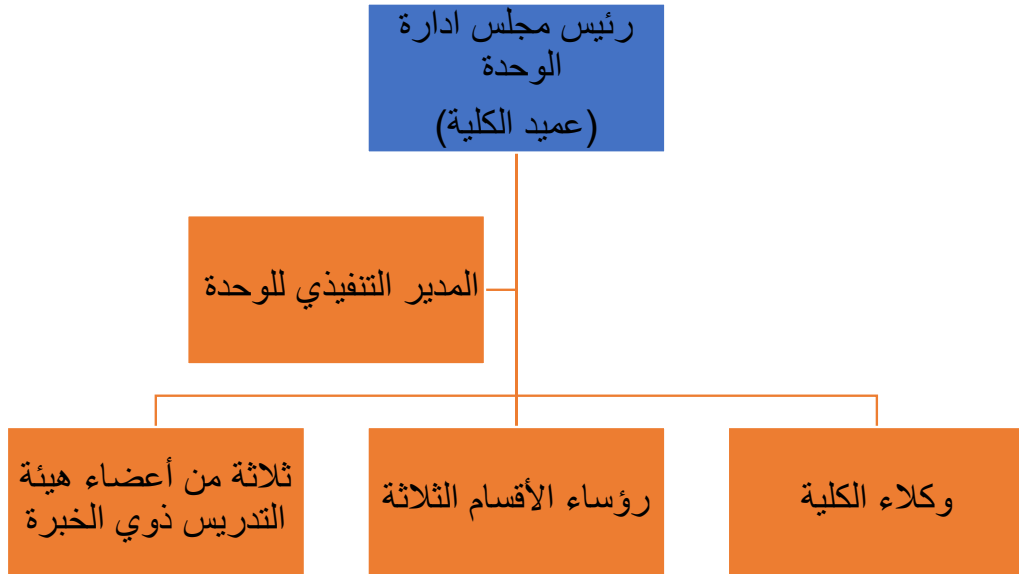 رئيس مجلس ادارة
الوحدة
(عميد الكلية)
المدير التنفيذي للوحدة
وكلاء الكلية
رؤساء الأقسام الثلاثة
ثلاثة من أعضاء هيئة
التدريس ذوي الخبرة